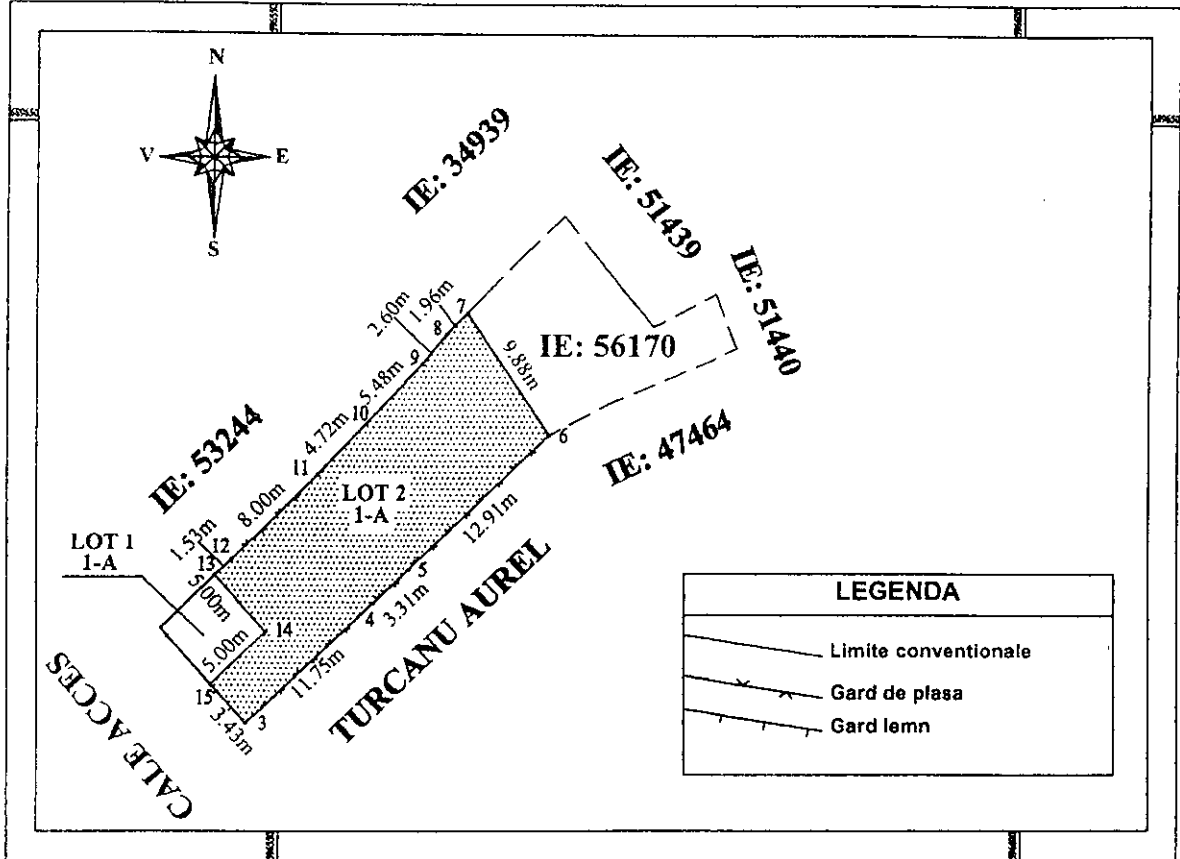 N
V
E
S
IE: 34939
IE: 51439
IE: 51440
IE: 56170
IE: 47464
IE: 53244
2.60m
1.96m
7
8
9
9.88m
5.48m
10
4.72m
11
6
8.00m
LOT 2
1-A
12.91m
1.53m
12
13
LOT 1
1-A
5.00m
5
4
3.31m
14
5.00m
11.75m
15
3.43m
3
TURCANU AUREL
CALE ACCES
LEGENDA
Limite conventionale
Gard de plasa
Gard lemn